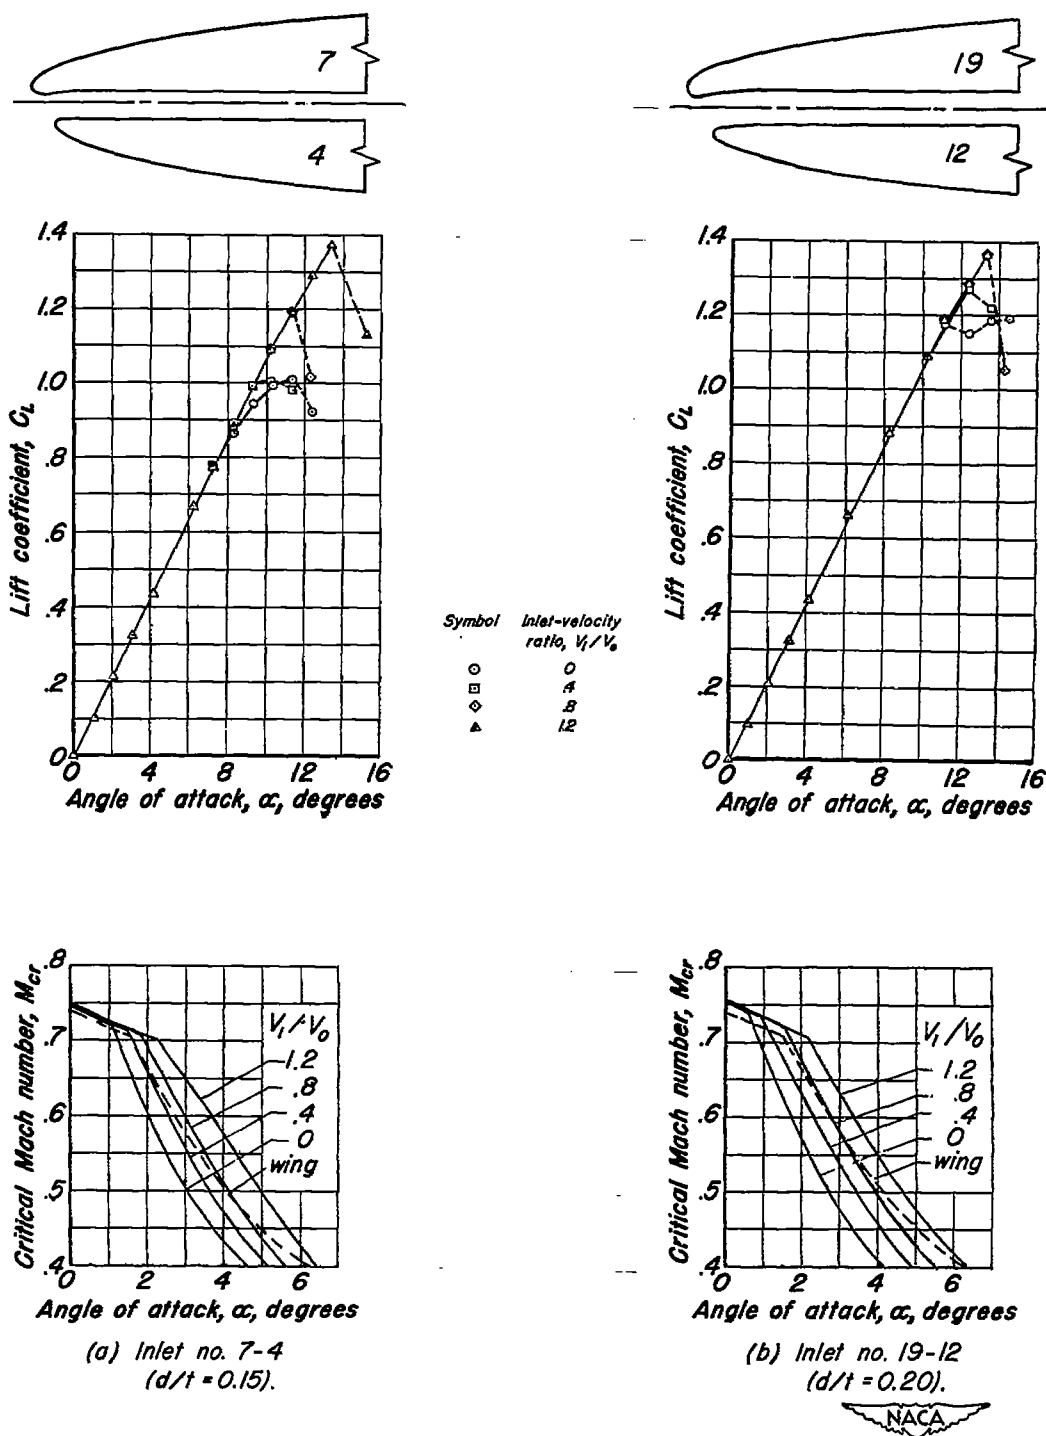 7
4
1.4
1.2
1.0
.8
.6
.4
.2
0
Lift coefficient, C_L
0 4 8 12 16
Angle of attack, α, degrees
Symbol Inlet-velocity
ratio, V₁/V₀
0
.4
.8
1.2
19
12
1.4
1.2
1.0
.8
.6
.4
.2
0
Lift coefficient, C_L
0 4 8 12 16
Angle of attack, α, degrees
.8
.7
.6
.5
.4
Critical Mach number, M_cr
V₁/V₀
1.2
.8
.4
0
wing
0 2 4 6
Angle of attack, α, degrees
(a) Inlet no. 7-4
(d/t = 0.15).
.8
.7
.6
.5
.4
Critical Mach number, M_cr
V₁/V₀
1.2
.8
.4
0
wing
0 2 4 6
Angle of attack, α, degrees
(b) Inlet no. 19-12
(d/t = 0.20).
NACA